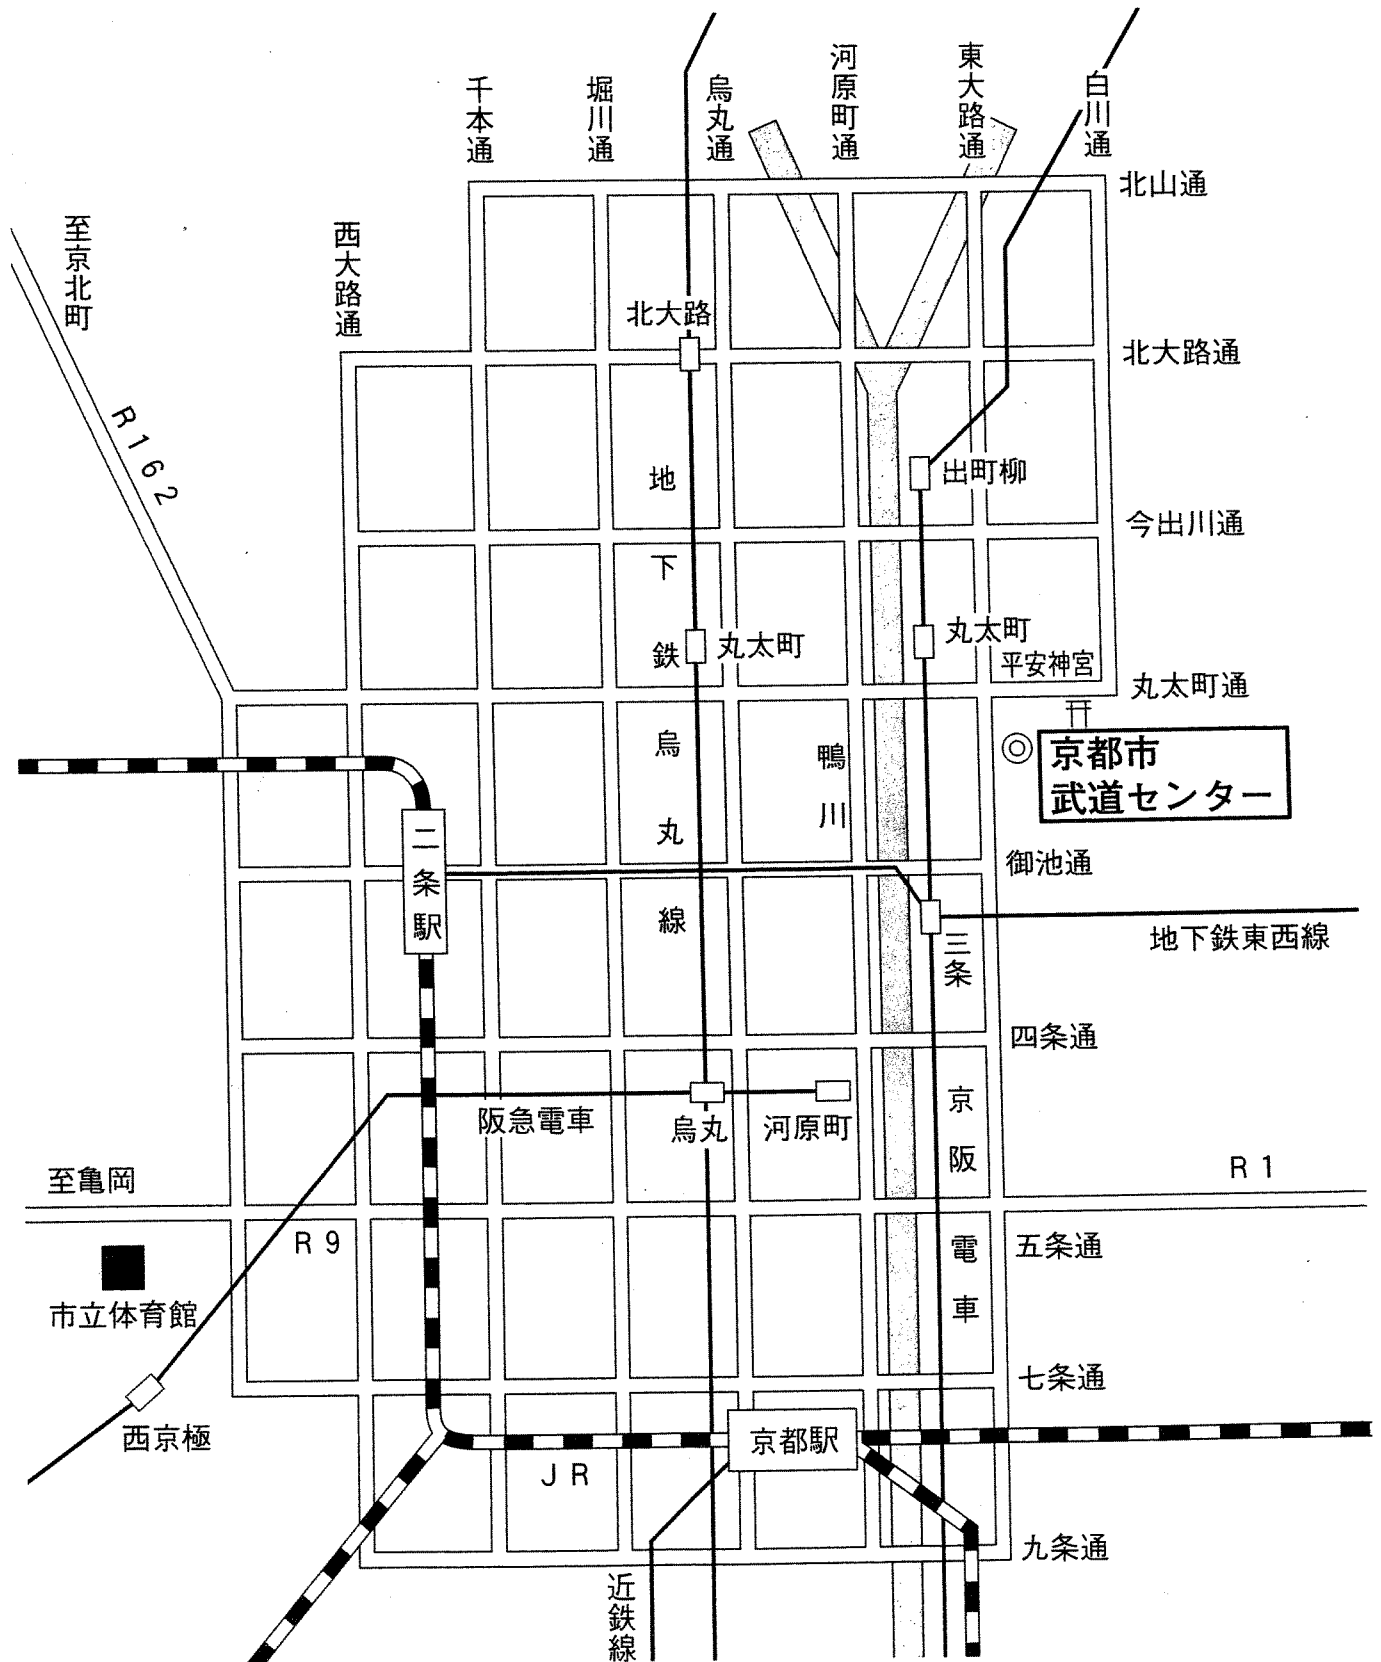 千本通
堀川通
烏丸通
河原町通
東大路通
白川通
北山通
至京北町
西大路通
北大路
北大路通
R162
地下鉄烏丸線
出町柳
今出川通
丸太町
丸太町
平安神宮
丸太町通
鴨川
京都市
武道センター
二条駅
御池通
三条
地下鉄東西線
四条通
阪急電車
烏丸
河原町
京阪電車
至亀岡
R1
R9
五条通
市立体育館
七条通
西京極
京都駅
JR
九条通
近鉄線